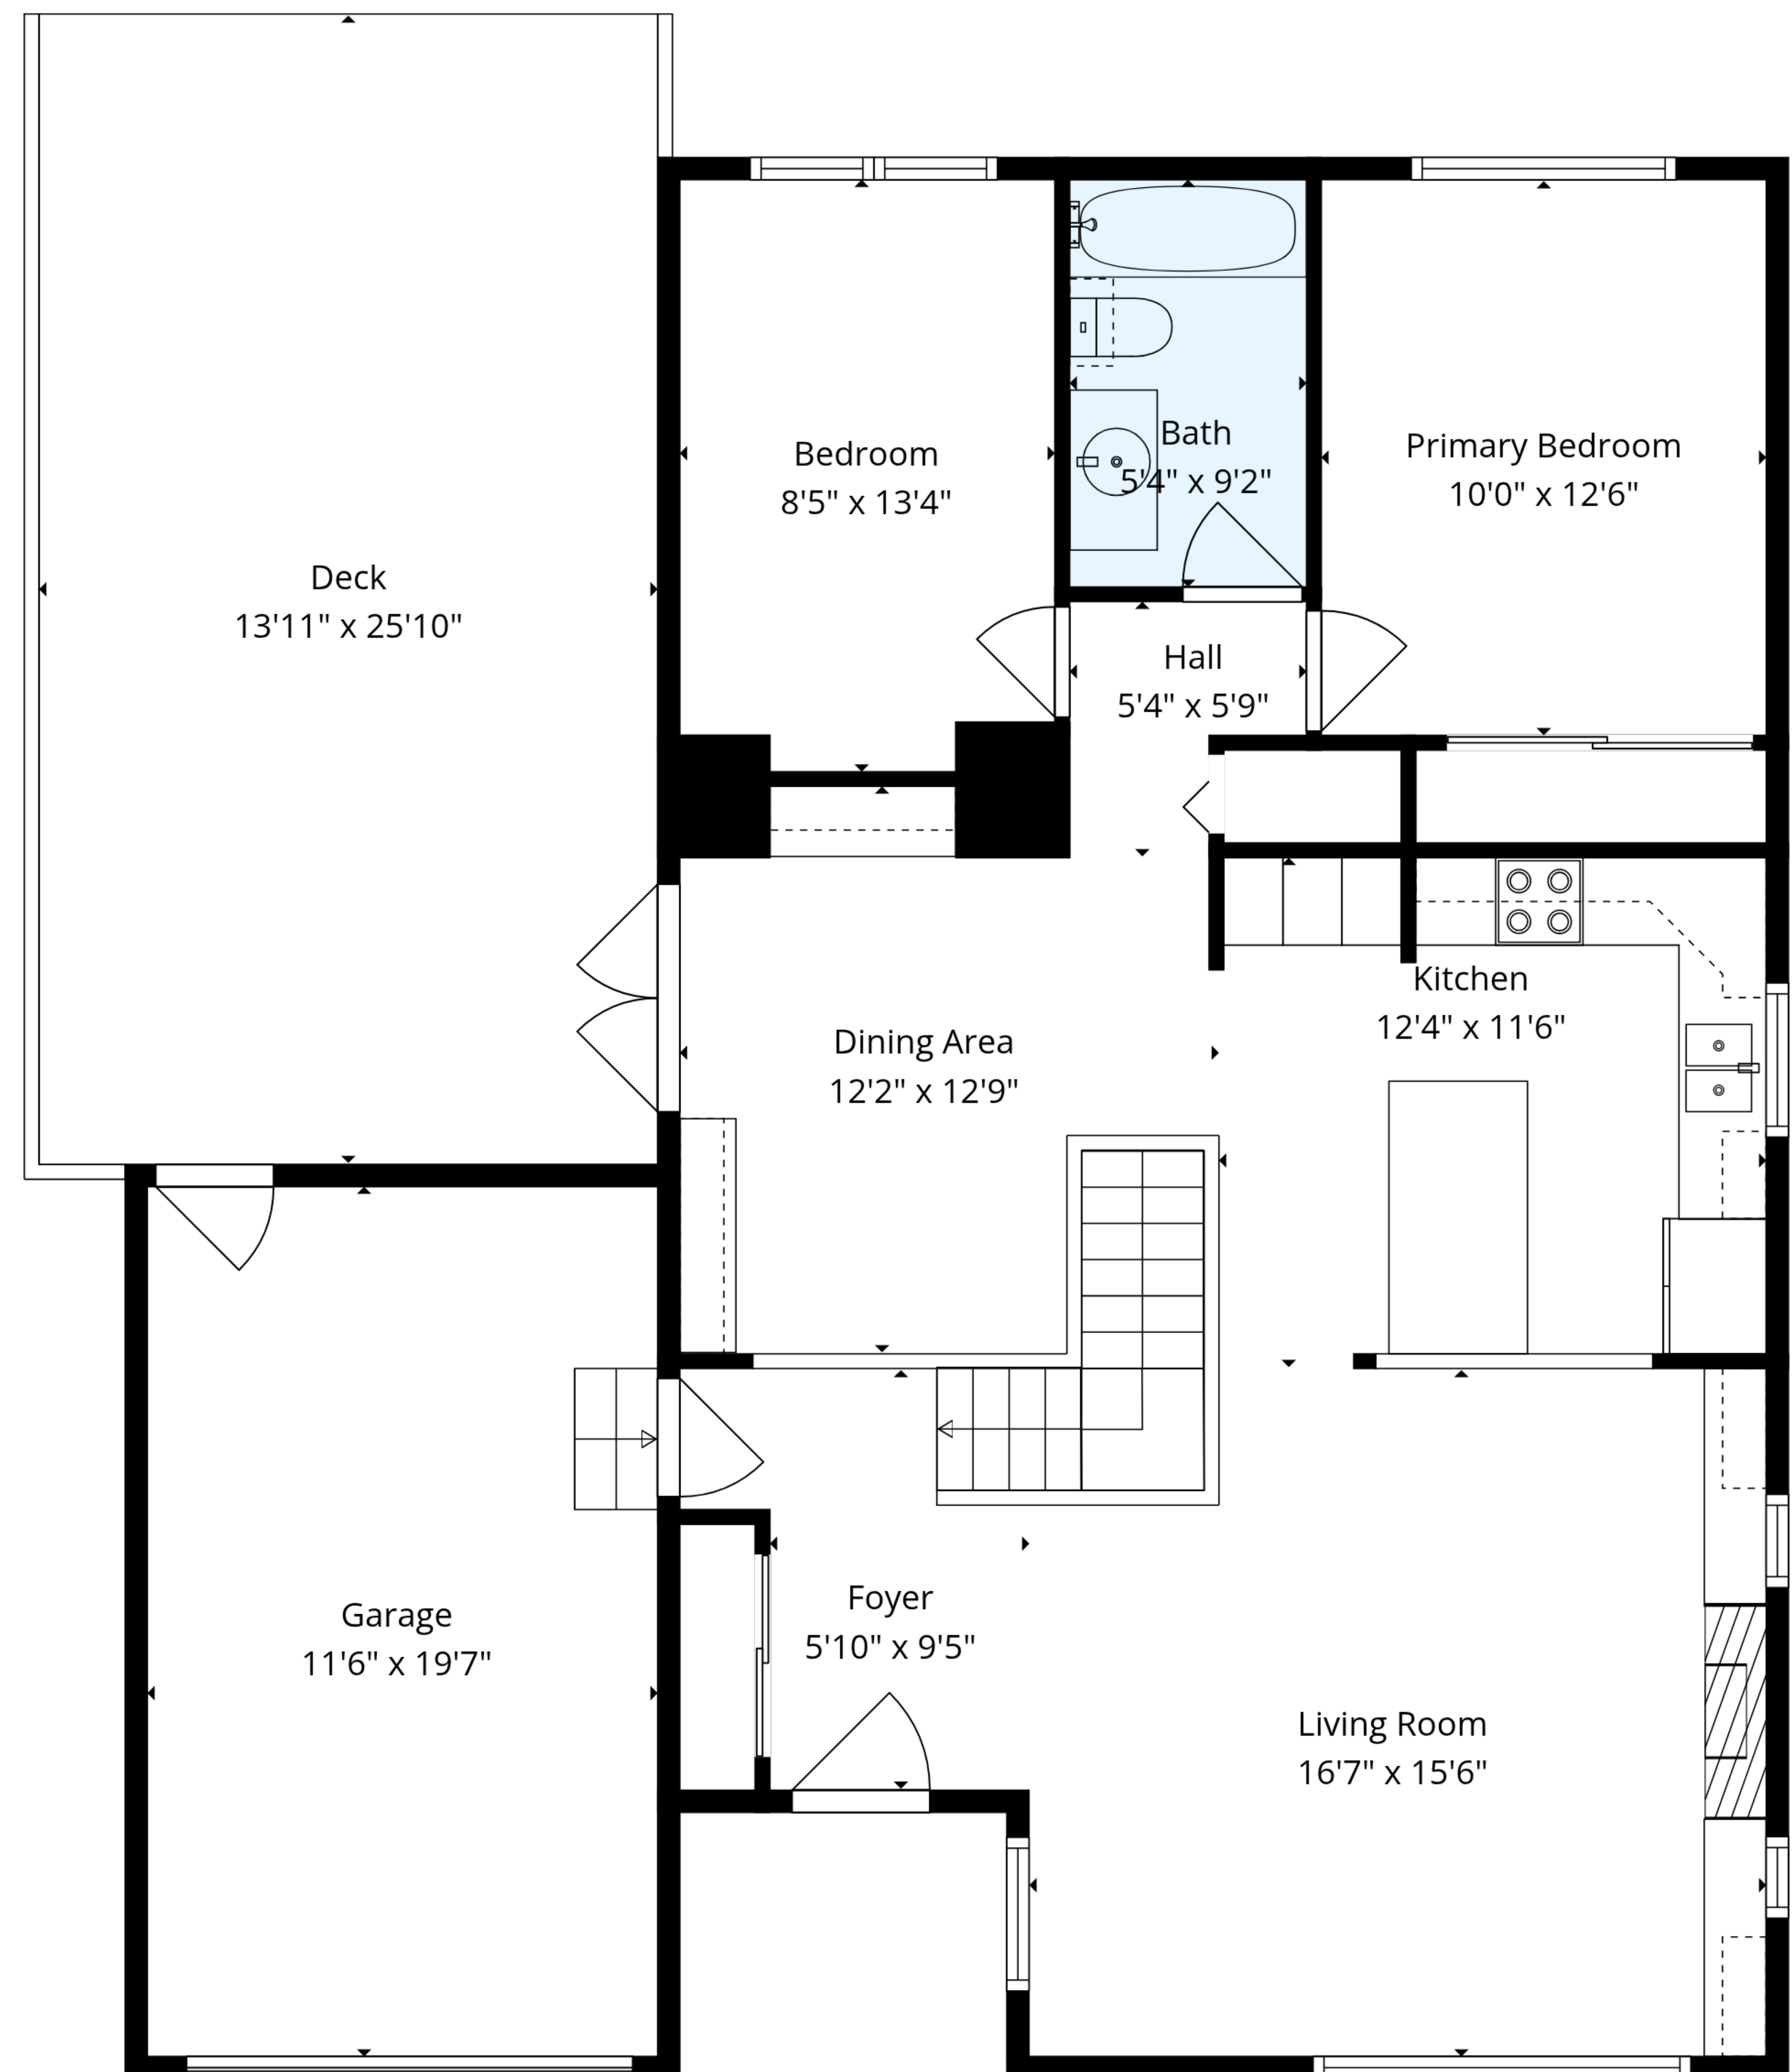 Bedroom
8'5" x 13'4"
Bath
5'4" x 9'2"
Primary Bedroom
10'0" x 12'6"
Deck
13'11" x 25'10"
Hall
5'4" x 5'9"
Kitchen
12'4" x 11'6"
Dining Area
12'2" x 12'9"
Garage
11'6" x 19'7"
Foyer
5'10" x 9'5"
Living Room
16'7" x 15'6"